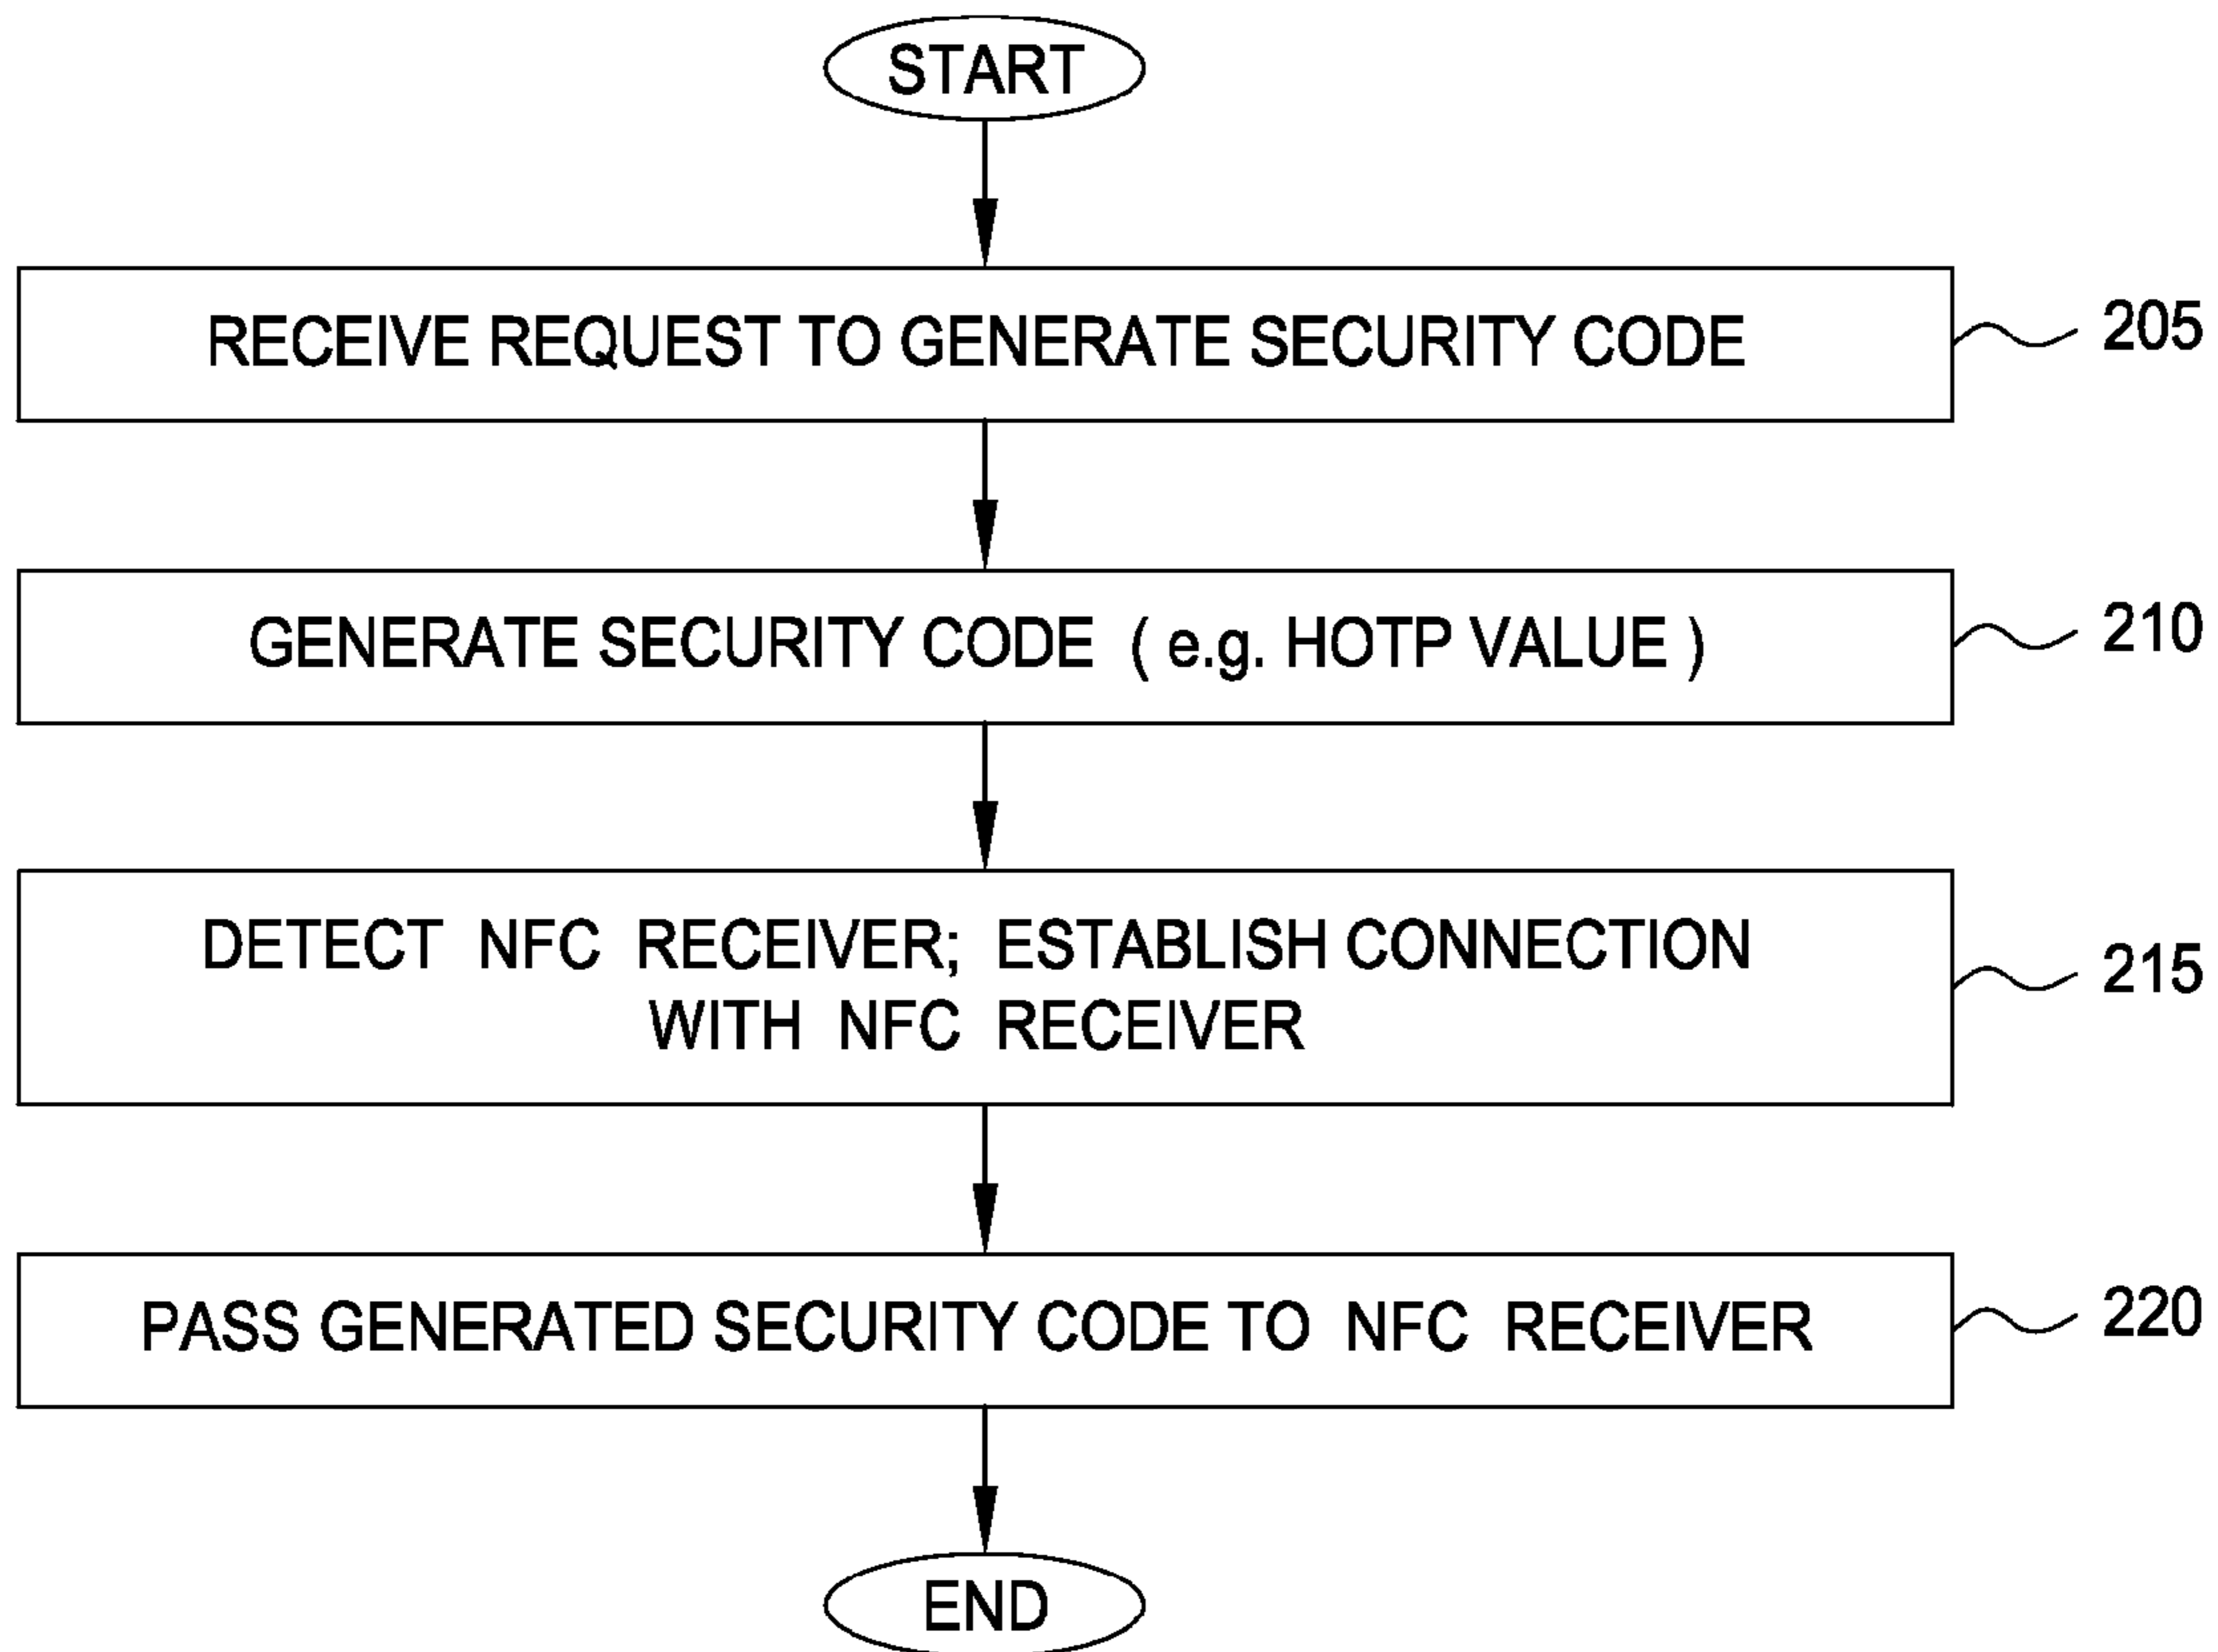 START
RECEIVE REQUEST TO GENERATE SECURITY CODE
205
GENERATE SECURITY CODE ( e.g. HOTP VALUE )
210
DETECT NFC RECEIVER; ESTABLISH CONNECTION
WITH NFC RECEIVER
215
PASS GENERATED SECURITY CODE TO NFC RECEIVER
220
END